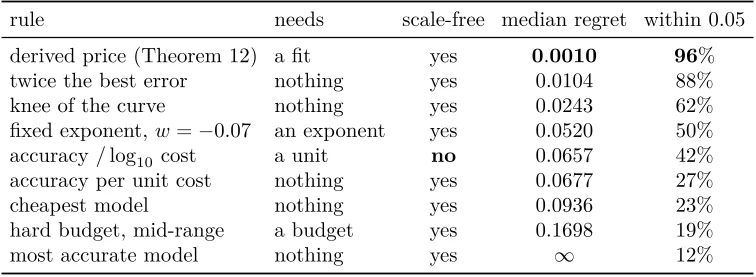 rule needs scale-free median regret within 0.05
derived price (Theorem 12) a fit yes 0.0010 96%
twice the best error nothing yes 0.0104 88%
knee of the curve nothing yes 0.0243 62%
fixed exponent, w = −0.07 an exponent yes 0.0520 50%
accuracy / log₁₀ cost a unit no 0.0657 42%
accuracy per unit cost nothing yes 0.0677 27%
cheapest model nothing yes 0.0936 23%
hard budget, mid-range a budget yes 0.1698 19%
most accurate model nothing yes ∞ 12%